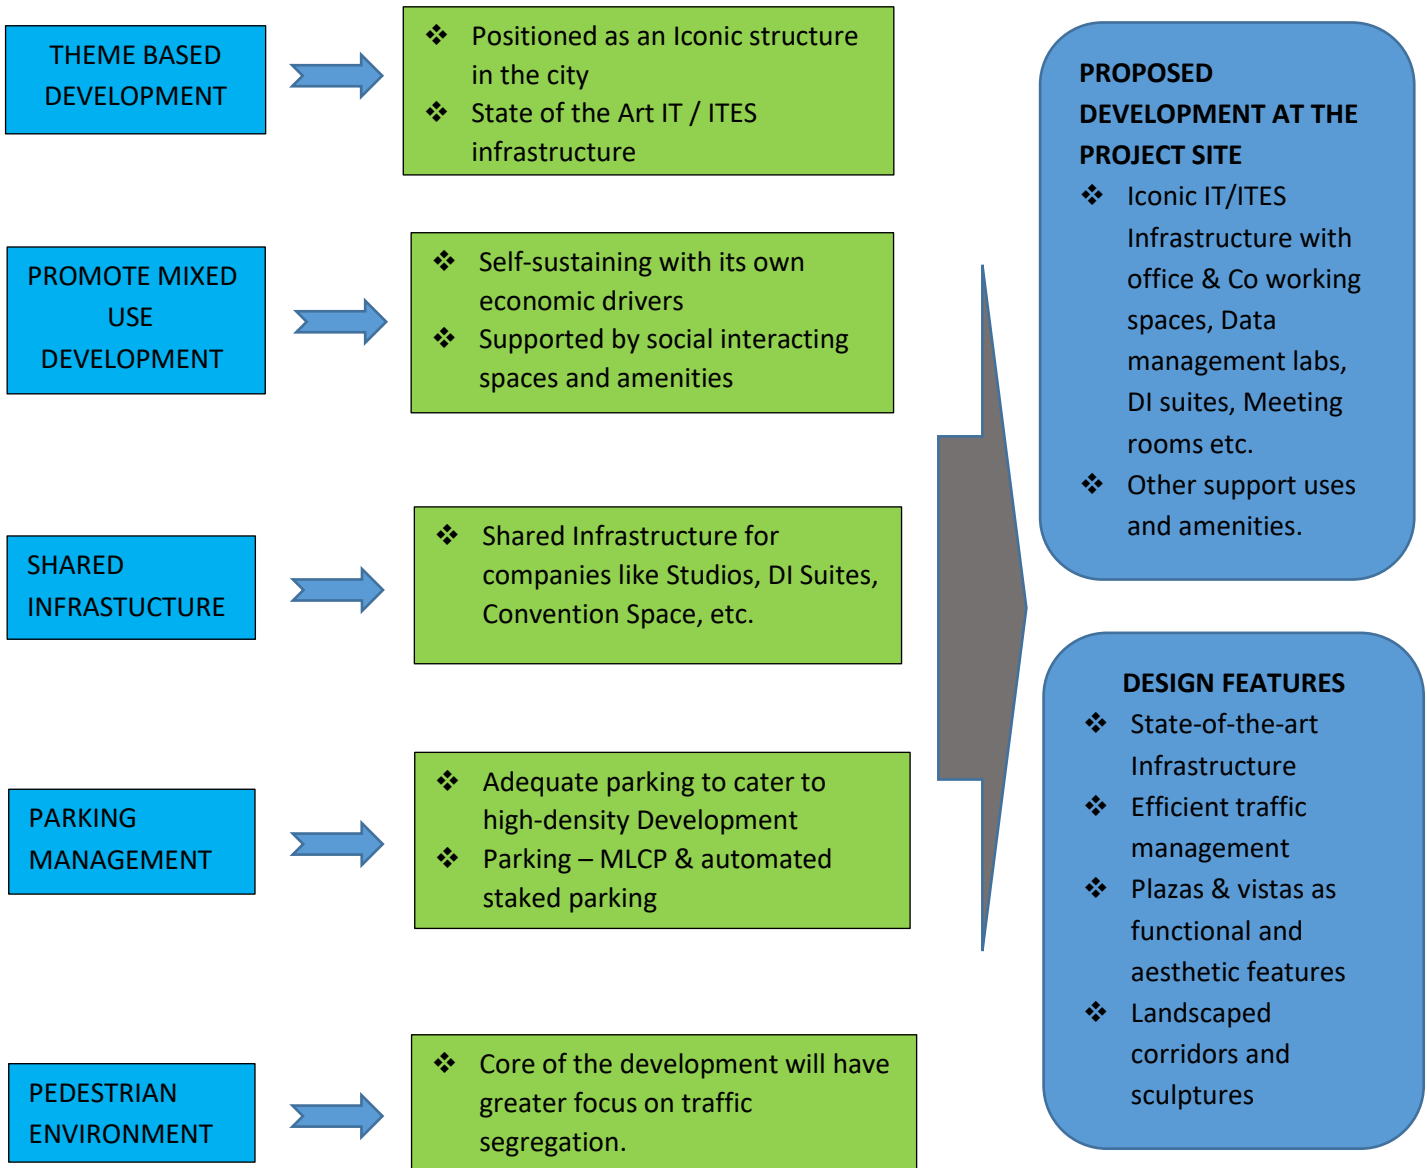 THEME BASED
DEVELOPMENT
❖ Positioned as an Iconic structure
in the city
❖ State of the Art IT / ITES
infrastructure
PROMOTE MIXED
USE
DEVELOPMENT
❖ Self-sustaining with its own
economic drivers
❖ Supported by social interacting
spaces and amenities
SHARED
INFRASTUCTURE
❖ Shared Infrastructure for
companies like Studios, DI Suites,
Convention Space, etc.
PARKING
MANAGEMENT
❖ Adequate parking to cater to
high-density Development
❖ Parking – MLCP & automated
staked parking
PEDESTRIAN
ENVIRONMENT
❖ Core of the development will have
greater focus on traffic
segregation.
PROPOSED
DEVELOPMENT AT THE
PROJECT SITE
❖ Iconic IT/ITES
Infrastructure with
office & Co working
spaces, Data
management labs,
DI suites, Meeting
rooms etc.
❖ Other support uses
and amenities.
DESIGN FEATURES
❖ State-of-the-art
Infrastructure
❖ Efficient traffic
management
❖ Plazas & vistas as
functional and
aesthetic features
❖ Landscaped
corridors and
sculptures